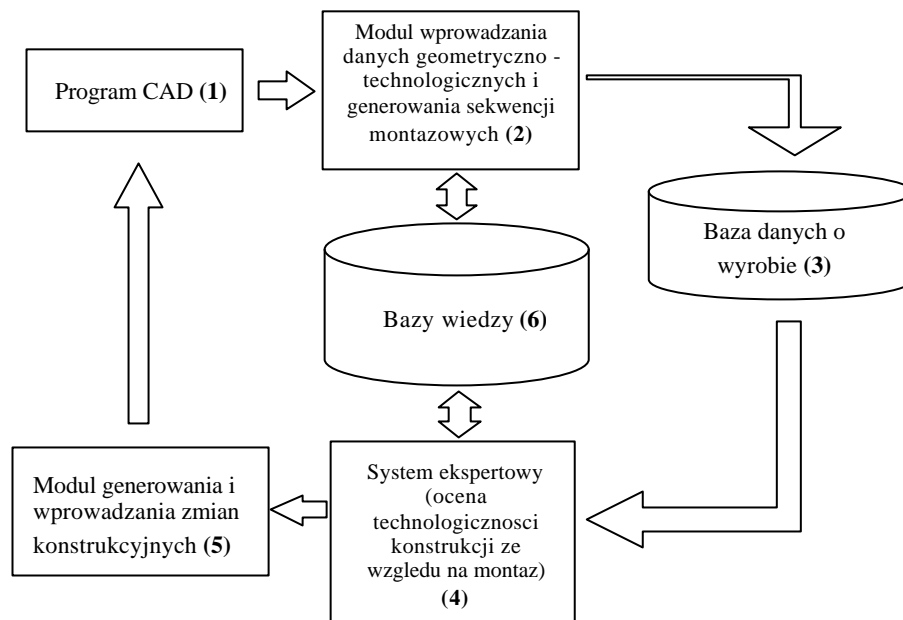 Program CAD (1)
Modul wprowadzania
danych geometryczno -
technologicznych i
generowania sekwencji
montazowych (2)
Baza danych o
wyrobie (3)
Bazy wiedzy (6)
System ekspertowy
(ocena
technologicznosci
konstrukcji ze
wzgledu na montaz)
(4)
Modul generowania i
wprowadzania zmian
konstrukcyjnych (5)